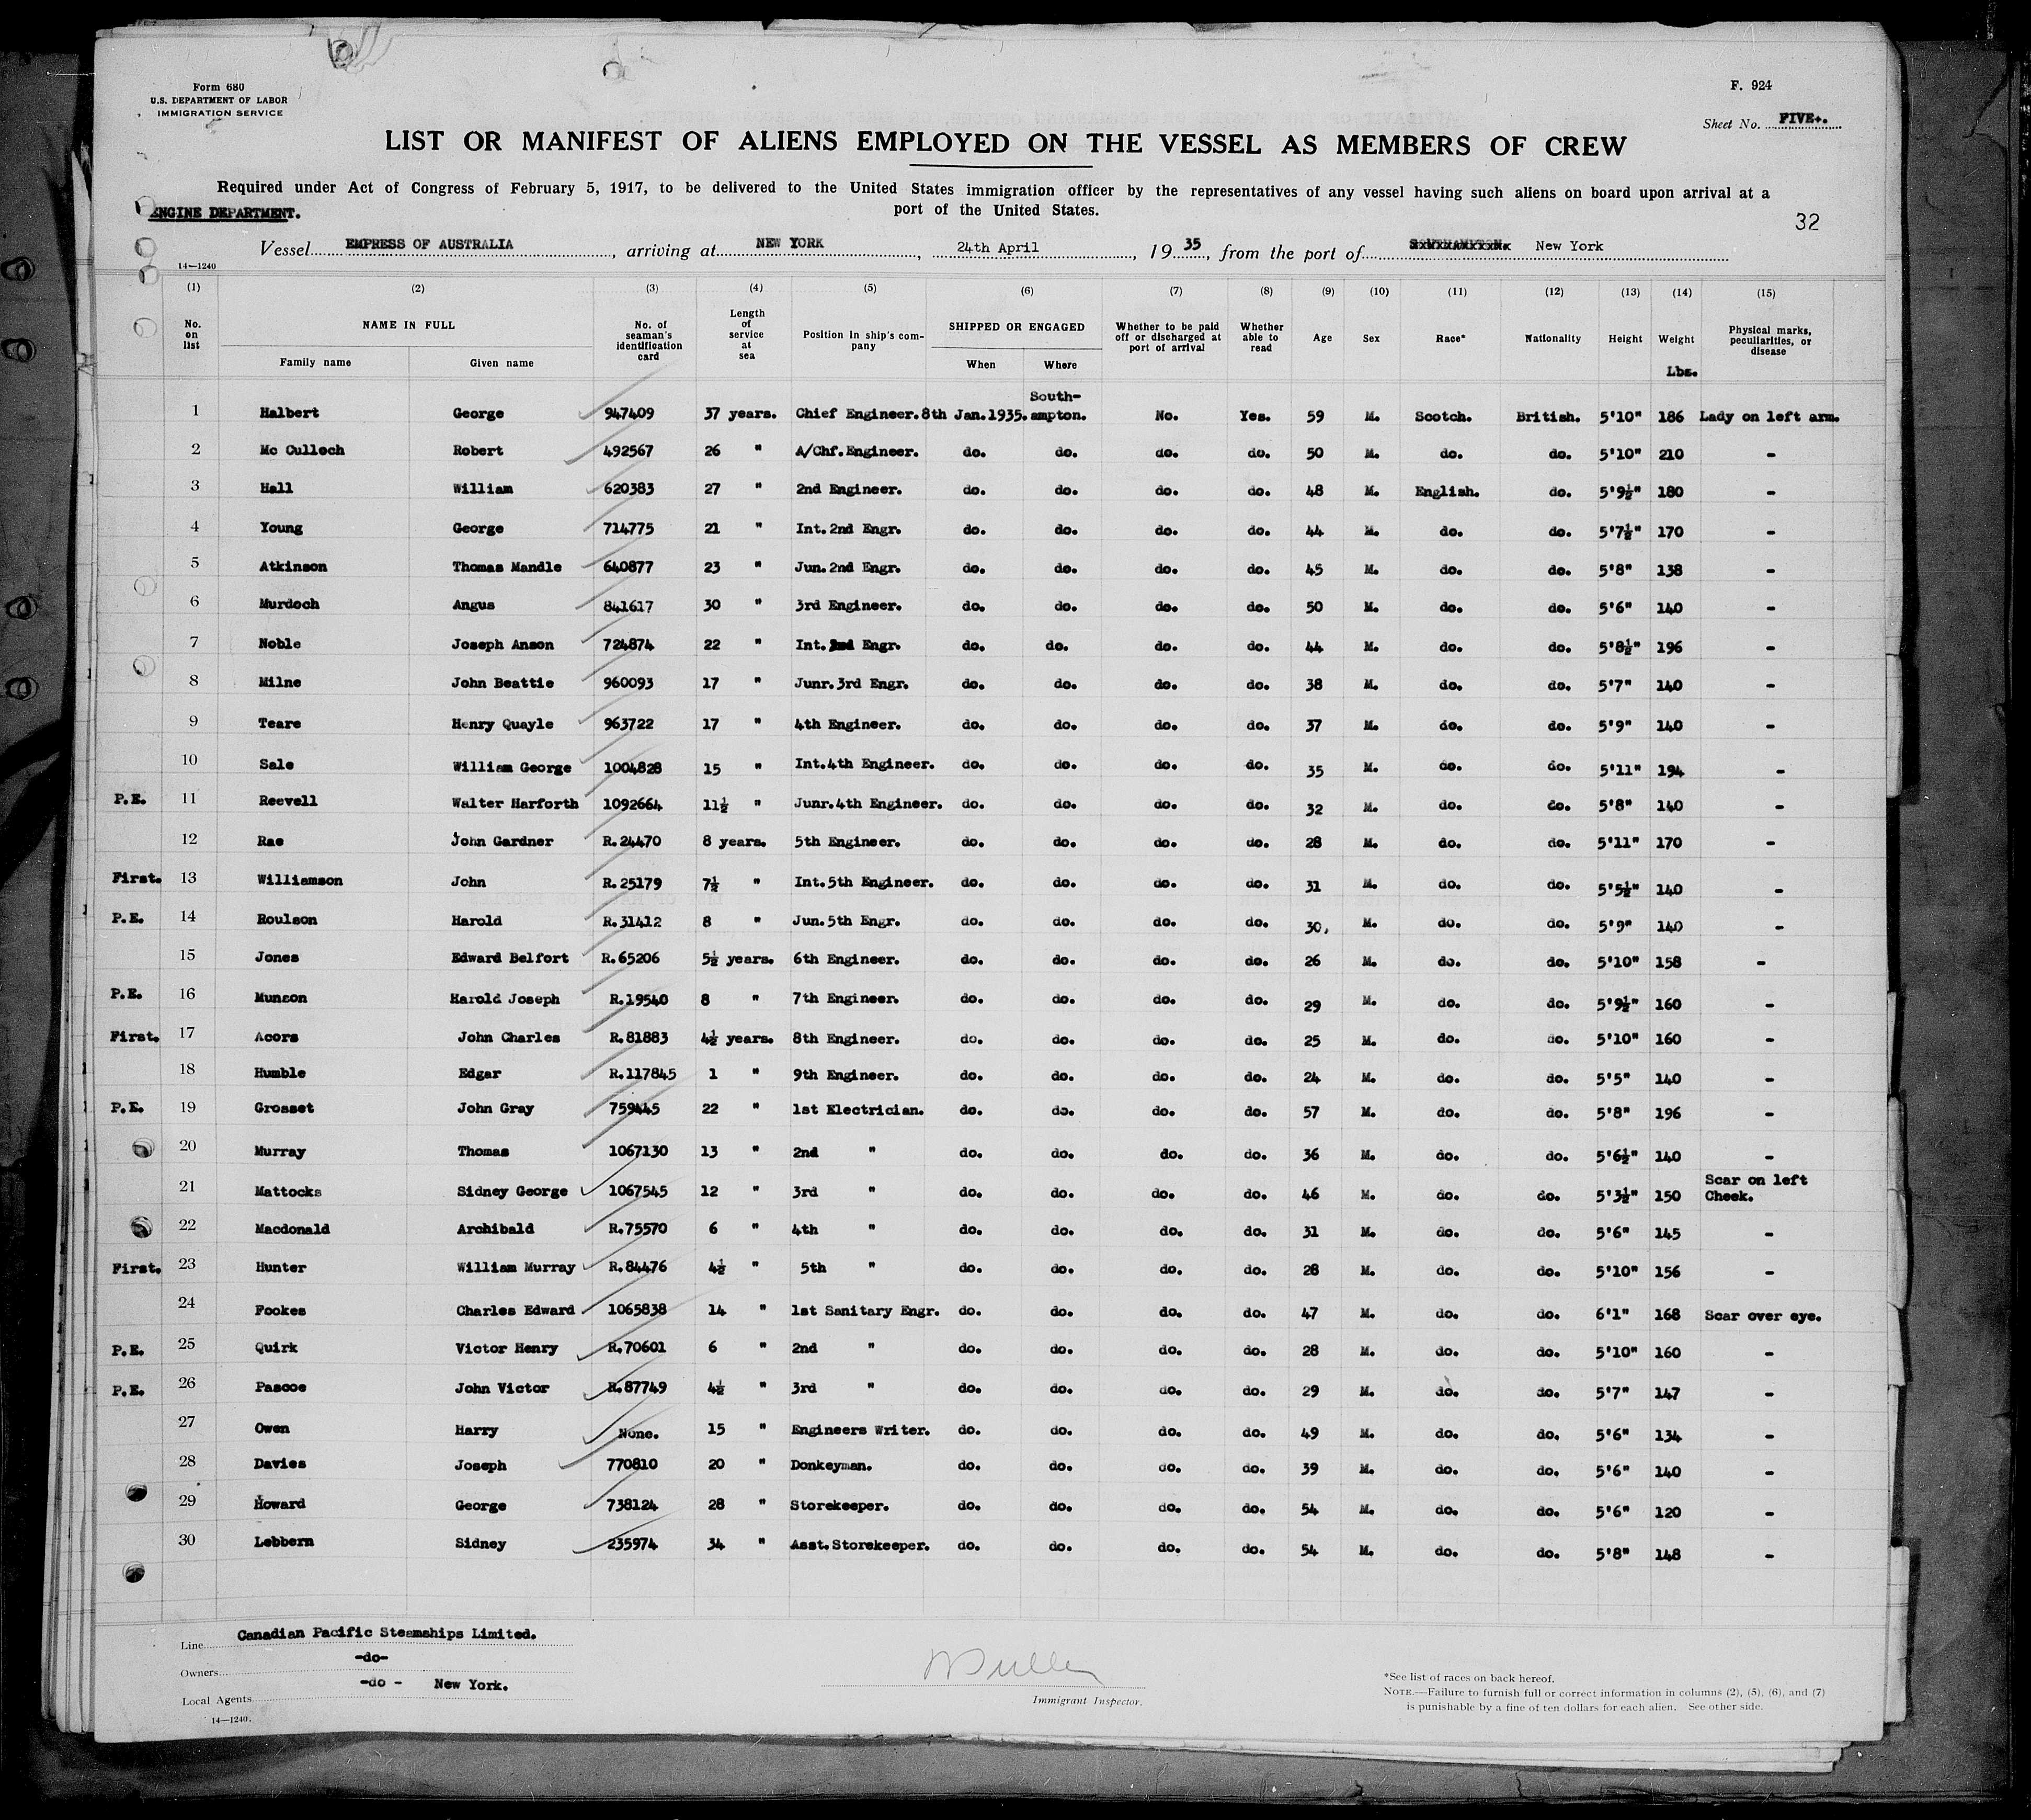 Form 680
U.S. DEPARTMENT OF LABOR
IMMIGRATION SERVICE
F. 924
Sheet No. FIVE+.
LIST OR MANIFEST OF ALIENS EMPLOYED ON THE VESSEL AS MEMBERS OF CREW
Required under Act of Congress of February 5, 1917, to be delivered to the United States immigration officer by the representatives of any vessel having such aliens on board upon arrival at a
port of the United States.
ENGINE DEPARTMENT.
32
Vessel EMPRESS OF AUSTRALIA, arriving at NEW YORK, 24th April, 1935, from the port of New York
14—1240
(1) (2) (3) (4) (5) (6) (7) (8) (9) (10) (11) (12) (13) (14) (15)
No. on list NAME IN FULL Family name Given name No. of seaman's identification card Length of service at sea Position in ship's company SHIPPED OR ENGAGED When Where Whether to be paid off or discharged at port of arrival Whether able to read Age Sex Race* Nationality Height Weight Lbs. Physical marks, peculiarities, or disease
1 Halbert George 947409 37 years. Chief Engineer. 8th Jan. 1935. South-ampton. No. Yes. 59 M. Scotch. British. 5'10" 186 Lady on left arm.
2 Mc Culloch Robert 492567 26 " A/Chf. Engineer. do. do. do. do. 50 M. do. do. 5'10" 210 -
3 Hall William 620383 27 " 2nd Engineer. do. do. do. do. 48 M. English. do. 5'9½" 180 -
4 Young George 714775 21 " Int. 2nd Engr. do. do. do. do. 44 M. do. do. 5'7½" 170 -
5 Atkinson Thomas Mandle 640877 23 " Jun. 2nd Engr. do. do. do. do. 45 M. do. do. 5'8" 138 -
6 Murdoch Angus 841617 30 " 3rd Engineer. do. do. do. do. 50 M. do. do. 5'6" 140 -
7 Noble Joseph Anson 724874 22 " Int. Engr. do. do. do. do. 44 M. do. do. 5'8½" 196 -
8 Milne John Beattie 960093 17 " Junr. 3rd Engr. do. do. do. do. 38 M. do. do. 5'7" 140 -
9 Teare Henry Quayle 963722 17 " 4th Engineer. do. do. do. do. 37 M. do. do. 5'9" 140 -
10 Sale William George 1004828 15 " Int. 4th Engineer. do. do. do. do. 35 M. do. do. 5'11" 194 -
P.E. 11 Reevell Walter Harforth 1092664 11½ " Junr. 4th Engineer. do. do. do. do. 32 M. do. do. 5'8" 140 -
12 Rae John Gardner R.24470 8 years. 5th Engineer. do. do. do. do. 28 M. do. do. 5'11" 170 -
First. 13 Williamson John R.25179 7½ " Int. 5th Engineer. do. do. do. do. 31 M. do. do. 5'5½" 140 -
P.E. 14 Roulson Harold R.31412 8 " Jun. 5th Engr. do. do. do. do. 30, M. do. do. 5'9" 140 -
15 Jones Edward Belfort R.65206 5½ years. 6th Engineer. do. do. do. do. 26 M. do. do. 5'10" 158 -
P.E. 16 Munson Harold Joseph R.19540 8 " 7th Engineer. do. do. do. do. 29 M. do. do. 5'9½" 160 -
First. 17 Acors John Charles R.81883 4½ years. 8th Engineer. do. do. do. do. 25 M. do. do. 5'10" 160 -
18 Humble Edgar R.117845 1 " 9th Engineer. do. do. do. do. 24 M. do. do. 5'5" 140 -
P.E. 19 Grosset John Gray 759445 22 " 1st Electrician. do. do. do. do. 57 M. do. do. 5'8" 196 -
20 Murray Thomas 1067130 13 " 2nd " do. do. do. do. 36 M. do. do. 5'6½" 140 -
21 Mattocks Sidney George 1067545 12 " 3rd " do. do. do. do. 46 M. do. do. 5'3½" 150 Scar on left Cheek.
22 Macdonald Archibald R.75570 6 " 4th " do. do. do. do. 31 M. do. do. 5'6" 145 -
First. 23 Hunter William Murray R.84476 4½ " 5th " do. do. do. do. 28 M. do. do. 5'10" 156 -
24 Fookes Charles Edward 1065838 14 " 1st Sanitary Engr. do. do. do. do. 47 M. do. do. 6'1" 168 Scar over eye.
P.E. 25 Quirk Victor Henry R.70601 6 " 2nd " do. do. do. do. 28 M. do. do. 5'10" 160 -
P.E. 26 Pascoe John Victor R.87749 4½ " 3rd " do. do. do. do. 29 M. do. do. 5'7" 147 -
27 Owen Harry None. 15 " Engineers Writer. do. do. do. do. 49 M. do. do. 5'6" 134 -
28 Davies Joseph 770810 20 " Donkeyman. do. do. do. do. 39 M. do. do. 5'6" 140 -
29 Howard George 738124 28 " Storekeeper. do. do. do. do. 54 M. do. do. 5'6" 120 -
30 Lebbern Sidney 235974 34 " Asst. Storekeeper. do. do. do. do. 54 M. do. do. 5'8" 148 -
Line Canadian Pacific Steamships Limited.
Owners -do-
Local Agents -do - New York.
14—1240.
Immigrant Inspector.
*See list of races on back hereof.
NOTE.—Failure to furnish full or correct information in columns (2), (5), (6), and (7)
is punishable by a fine of ten dollars for each alien. See other side.